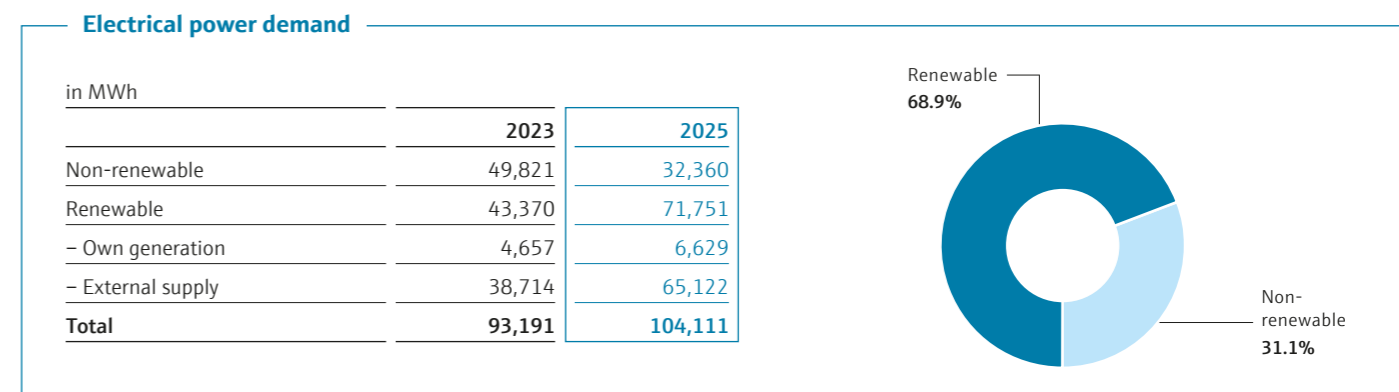 Electrical power demand
in MWh
2023 2025
Non-renewable 49,821 32,360
Renewable 43,370 71,751
– Own generation 4,657 6,629
– External supply 38,714 65,122
Total 93,191 104,111
Renewable
68.9%
Non-
renewable
31.1%